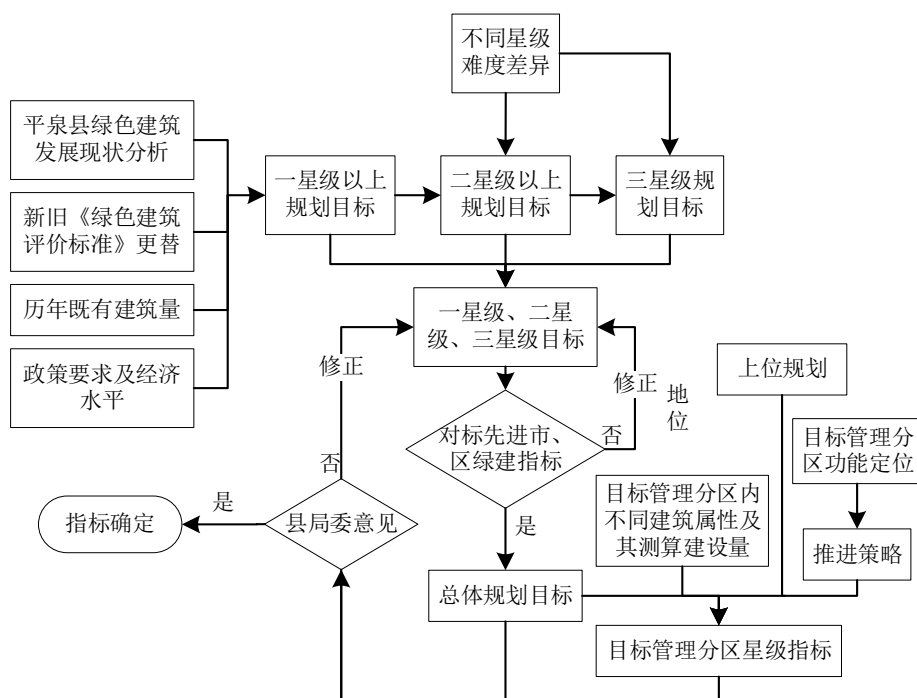 不同星级
难度差异
平泉县绿色建筑
发展现状分析
一星级以上
规划目标
二星级以上
规划目标
三星级规
划目标
新旧《绿色建筑
评价标准》更替
历年既有建筑量
政策要求及经济
水平
一星级、二星
级、三星级目标
修正
修正
地
位
上位规划
对标先进市、
区绿建指标
否
目标管理分
区功能定位
否
是
县局委意见
指标确定
是
目标管理分区内
不同建筑属性及
其测算建设量
推进策略
总体规划目标
目标管理分区星级指标